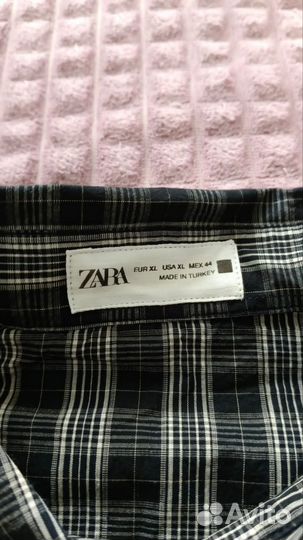 ZARA
EUR XL USA XL MEX 44
MADE IN TURKEY
Avito